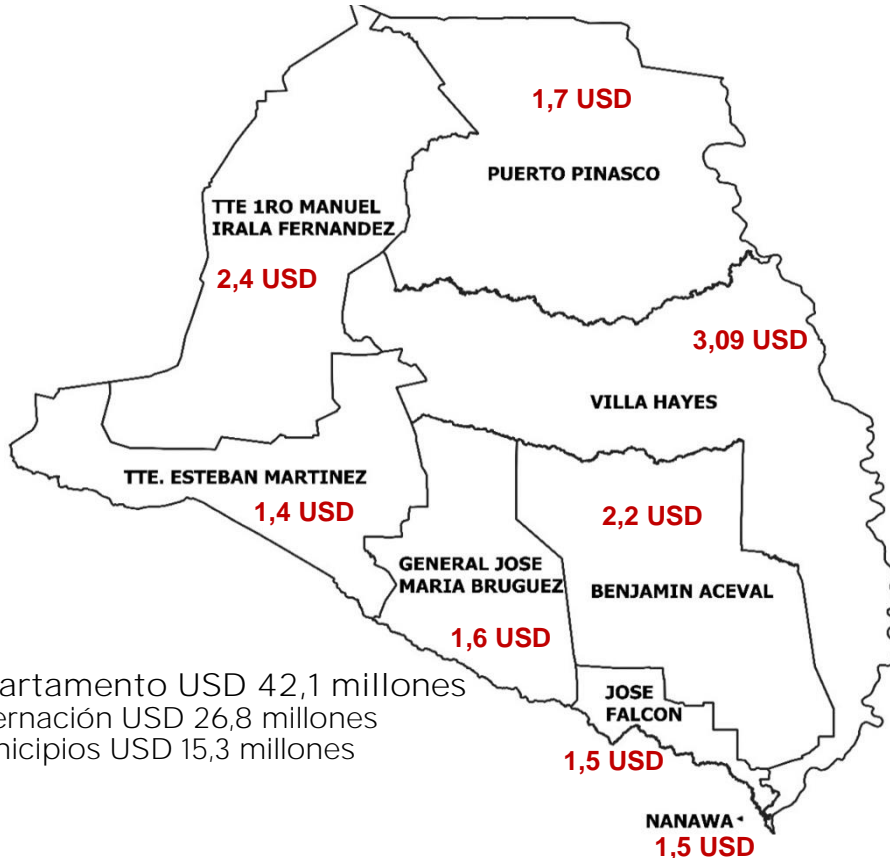 1,7 USD
PUERTO PINASCO
TTE 1RO MANUEL
IRALA FERNANDEZ
2,4 USD
3,09 USD
VILLA HAYES
TTE. ESTEBAN MARTINEZ
1,4 USD
2,2 USD
GENERAL JOSE
MARIA BRUGUEZ
BENJAMIN ACEVAL
1,6 USD
artamento USD 42,1 millones
ernación USD 26,8 millones
nicipios USD 15,3 millones
JOSE
FALCON
1,5 USD
NANAWA
1,5 USD